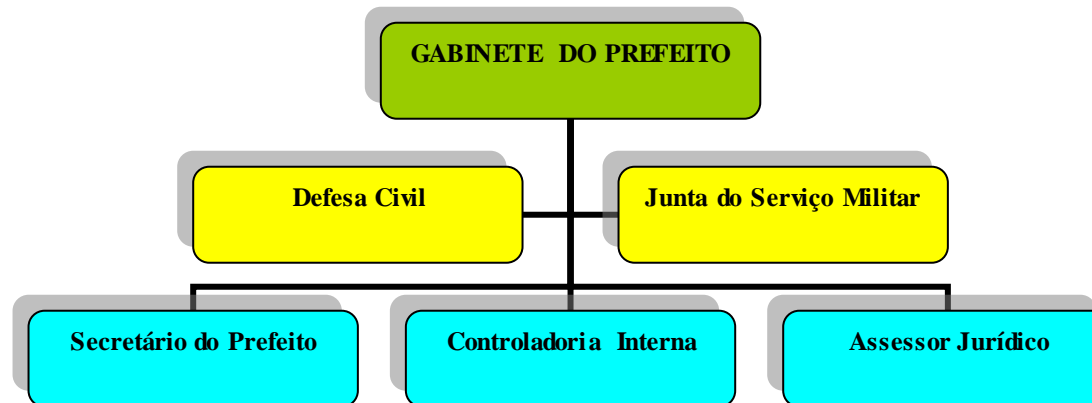 GABINETE DO PREFEITO
Defesa Civil
Junta do Serviço Militar
Secretário do Prefeito
Controladoria Interna
Assessor Jurídico